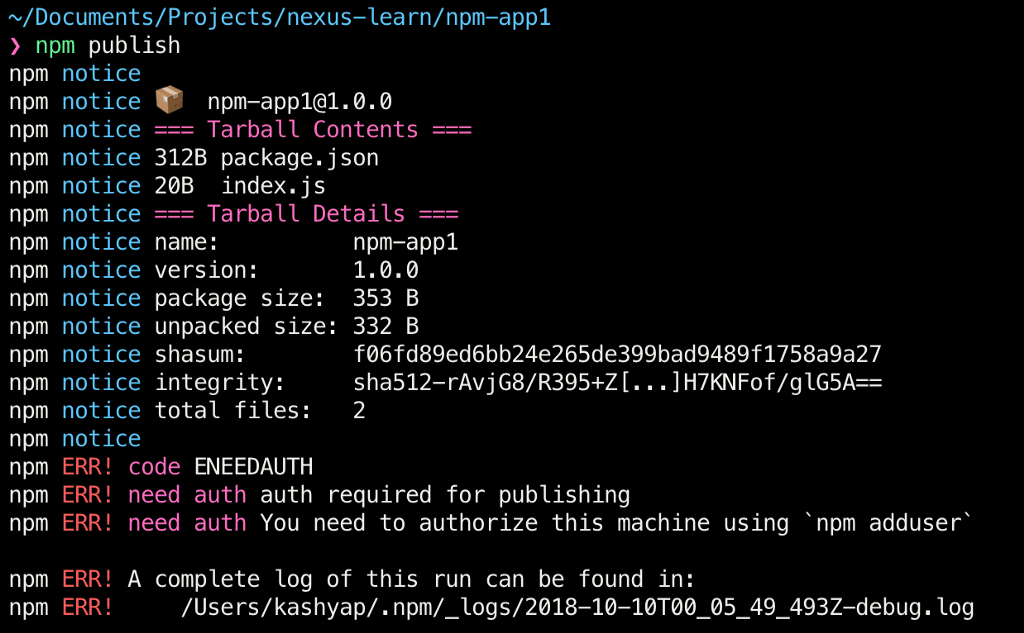 ~/Documents/Projects/nexus-learn/npm-app1
❯ npm publish
npm notice
npm notice 📦  npm-app1@1.0.0
npm notice === Tarball Contents ===
npm notice 312B package.json
npm notice 20B  index.js
npm notice === Tarball Details ===
npm notice name:          npm-app1
npm notice version:       1.0.0
npm notice package size:  353 B
npm notice unpacked size: 332 B
npm notice shasum:        f06fd89ed6bb24e265de399bad9489f1758a9a27
npm notice integrity:     sha512-rAvjG8/R395+Z[...]H7KNFof/glG5A==
npm notice total files:   2
npm notice
npm ERR! code ENEEDAUTH
npm ERR! need auth auth required for publishing
npm ERR! need auth You need to authorize this machine using `npm adduser`
npm ERR! A complete log of this run can be found in:
npm ERR!     /Users/kashyap/.npm/_logs/2018-10-10T00_05_49_493Z-debug.log